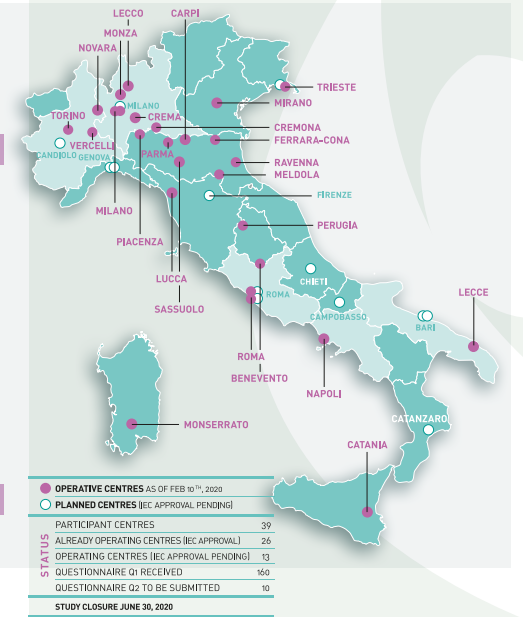 LECCO
CARPI
MONZA
NOVARA
TRIESTE
MILANO
MIRANO
TORINO
CREMA
CREMONA
VERCELLI
FERRARA-CONA
CANDIOLO
GENOVA
PARMA
RAVENNA
MELDOLA
FIRENZE
MILANO
PERUGIA
PIACENZA
LUCCA
CHIETI
ROMA
LECCE
SASSUOLO
CAMPOBASSO
BARI
ROMA
BENEVENTO
NAPOLI
CATANZARO
MONSERRATO
CATANIA
OPERATIVE CENTRES AS OF FEB 10TH, 2020
PLANNED CENTRES (IEC APPROVAL PENDING)
STATUS
PARTICIPANT CENTRES 39
ALREADY OPERATING CENTRES (IEC APPROVAL) 26
OPERATING CENTRES (IEC APPROVAL PENDING) 13
QUESTIONNAIRE Q1 RECEIVED 160
QUESTIONNAIRE Q2 TO BE SUBMITTED 10
STUDY CLOSURE JUNE 30, 2020